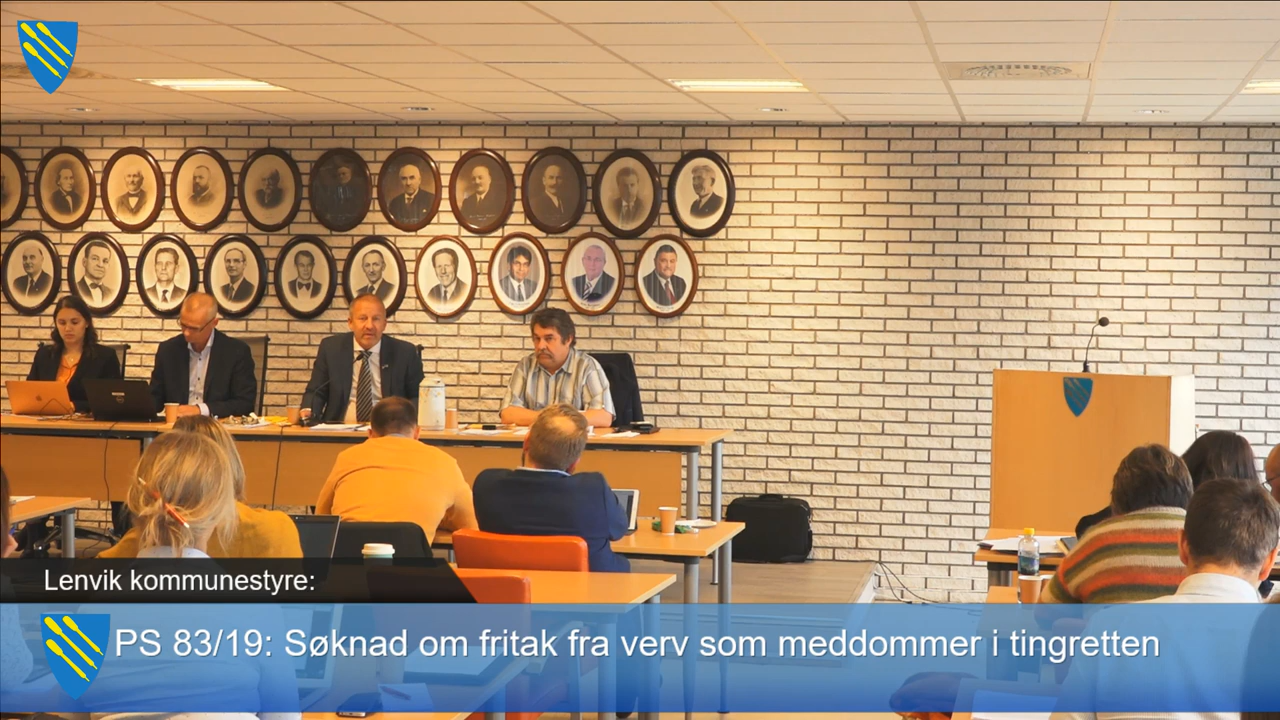 Lenvik kommunestyre:
PS 83/19: Søknad om fritak fra verv som meddommer i tingretten